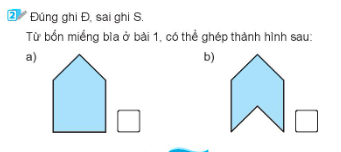 2 Đúng ghi Đ, sai ghi S.
Từ bốn miếng bìa ở bài 1, có thể ghép thành hình sau:
a) b)